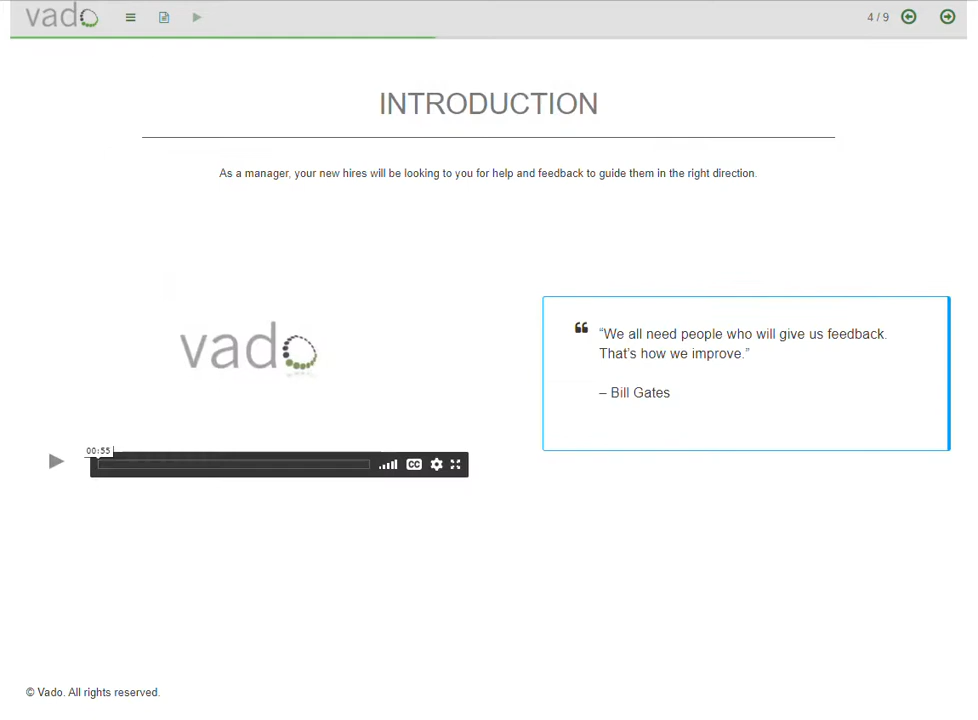 vado
4 / 9
INTRODUCTION
As a manager, your new hires will be looking to you for help and feedback to guide them in the right direction.
vado
❝ “We all need people who will give us feedback.
That’s how we improve.”
– Bill Gates
00:55
CC
© Vado. All rights reserved.